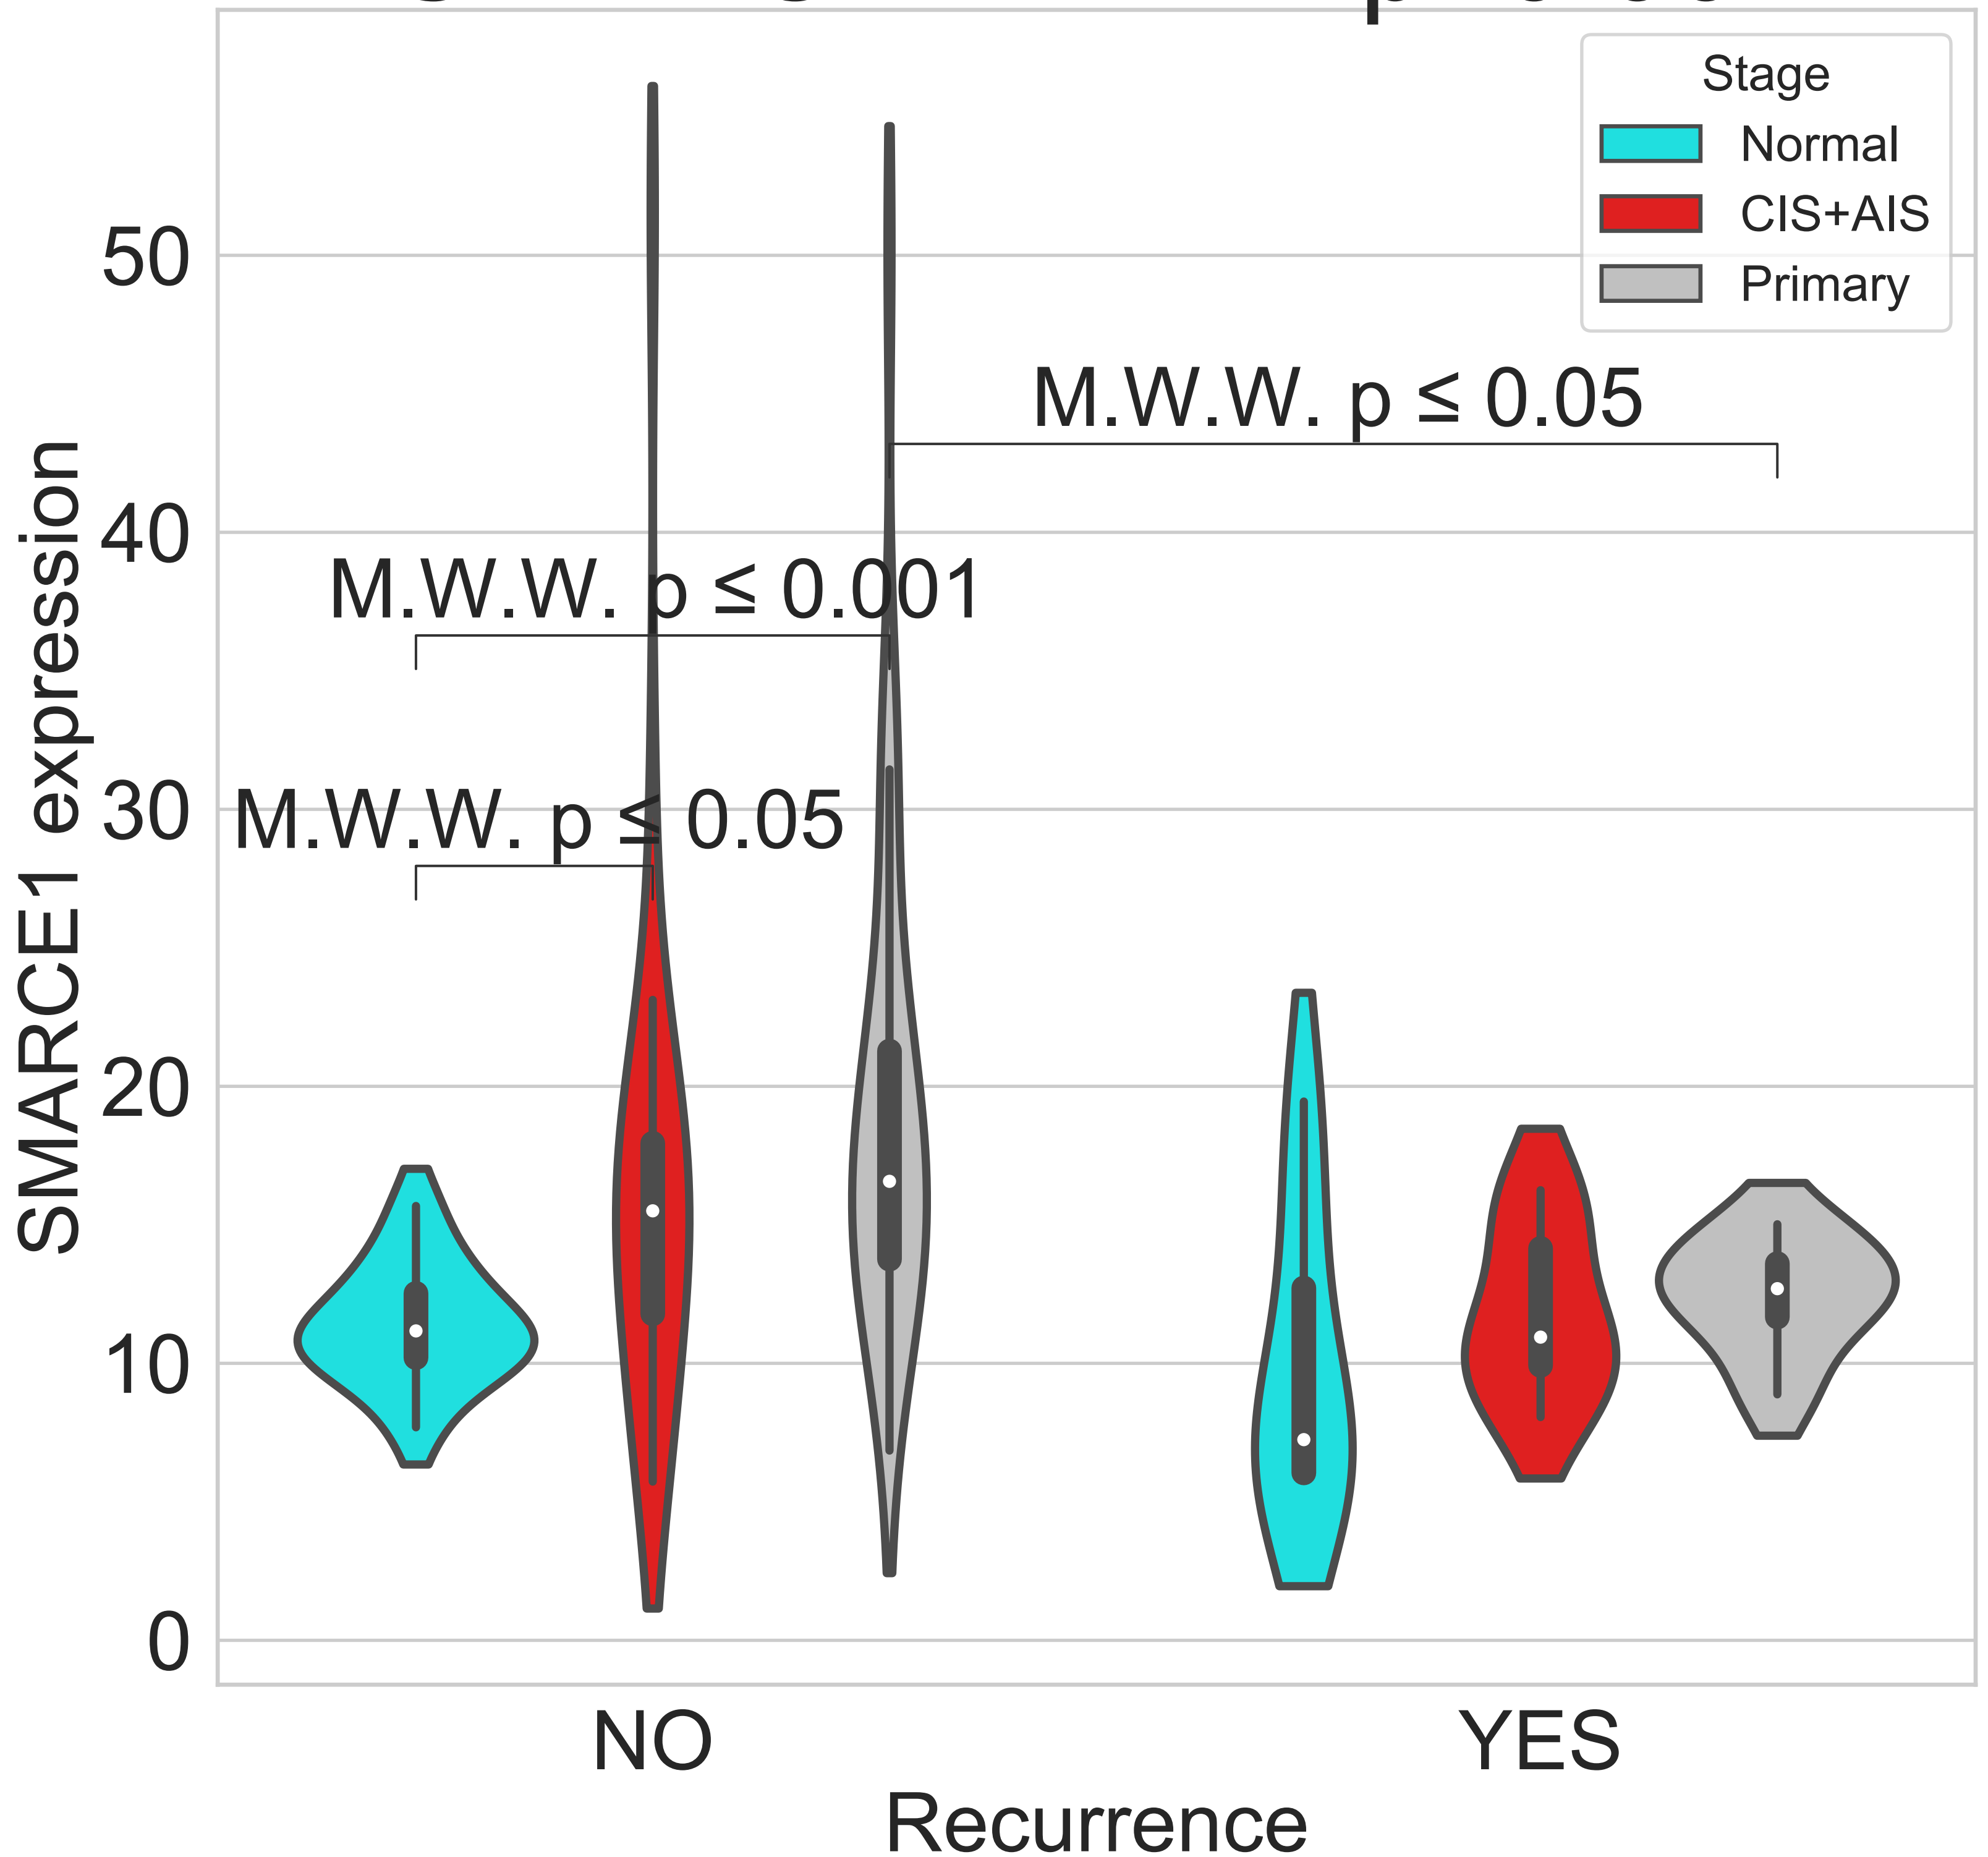 Stage
Normal
CIS+AIS
Primary
SMARCE1 expression
50
40
30
20
10
0
M.W.W. p ≤ 0.05
M.W.W. p ≤ 0.001
M.W.W. p ≤ 0.05
NO
YES
Recurrence